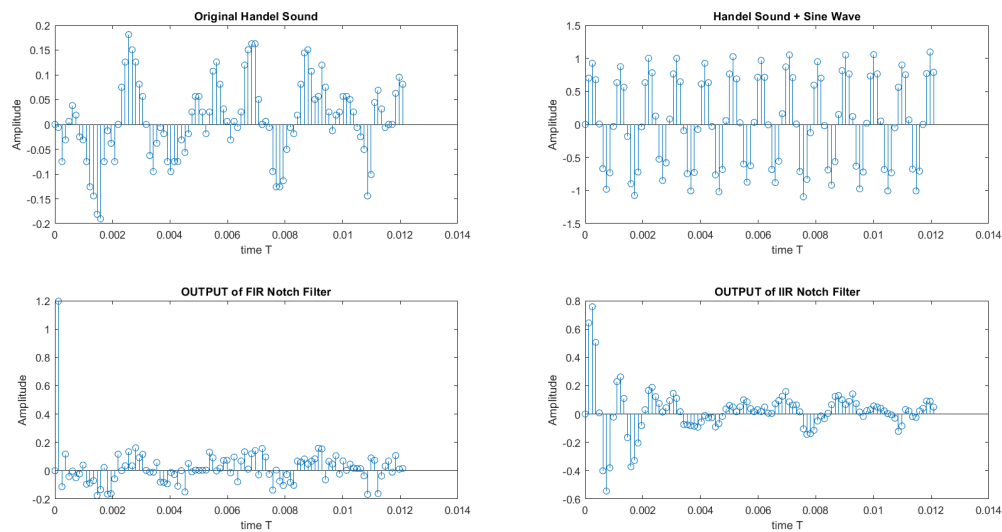 Original Handel Sound
0.2
0.15
0.1
0.05
0
-0.05
-0.1
-0.15
-0.2
Amplitude
0 0.002 0.004 0.006 0.008 0.01 0.012 0.014
time T
Handel Sound + Sine Wave
1.5
1
0.5
0
-0.5
-1
-1.5
Amplitude
0 0.002 0.004 0.006 0.008 0.01 0.012 0.014
time T
OUTPUT of FIR Notch Filter
1.2
1
0.8
0.6
0.4
0.2
0
-0.2
Amplitude
0 0.002 0.004 0.006 0.008 0.01 0.012 0.014
time T
OUTPUT of IIR Notch Filter
0.8
0.6
0.4
0.2
0
-0.2
-0.4
-0.6
Amplitude
0 0.002 0.004 0.006 0.008 0.01 0.012 0.014
time T